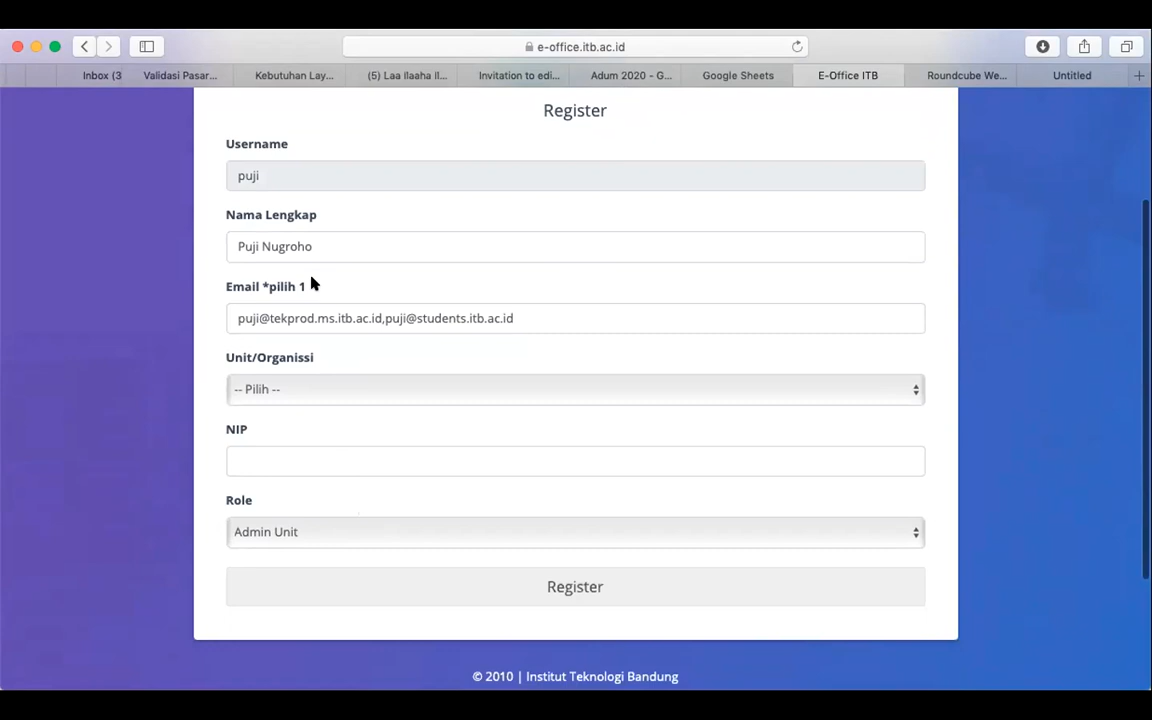 e-office.itb.ac.id
Inbox (3
Validasi Pasar...
Kebutuhan Lay...
(5) Laa ilaaha Il...
Invitation to edi...
Adum 2020 - G...
Google Sheets
E-Office ITB
Roundcube We...
Untitled
Register
Username
puji
Nama Lengkap
Puji Nugroho
Email *pilih 1
puji@tekprod.ms.itb.ac.id,puji@students.itb.ac.id
Unit/Organissi
-- Pilih --
NIP
Role
Admin Unit
Register
© 2010 | Institut Teknologi Bandung